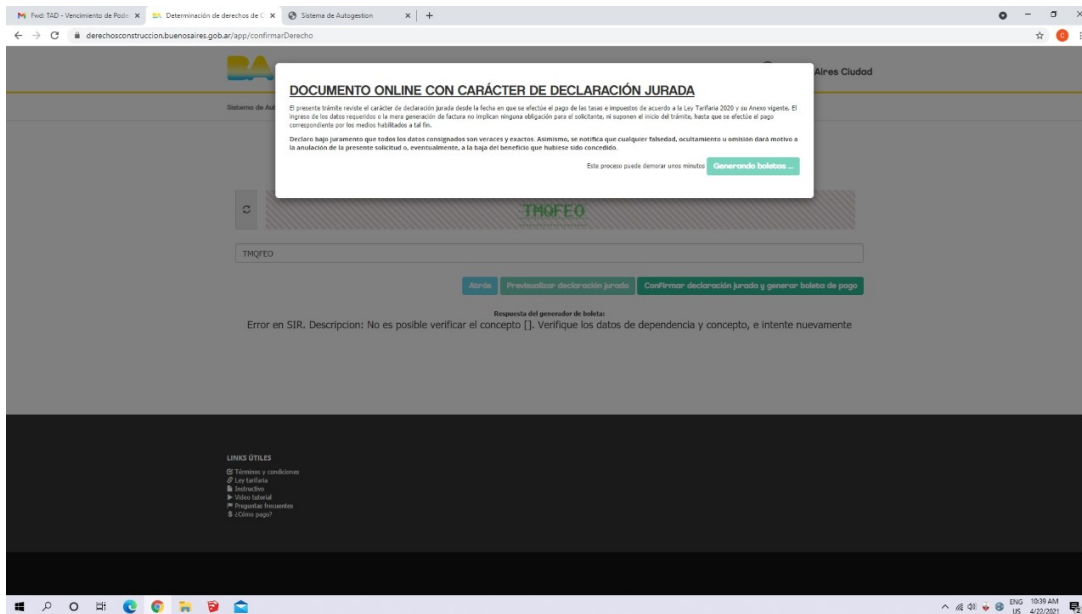 Fwd: TAD - Vencimiento de Pode
Determinación de derechos de C
Sistema de Autogestion
derechosconstruccion.buenosaires.gob.ar/app/confirmarDerecho
C
BA
Aires Ciudad
Sistema de Aut
DOCUMENTO ONLINE CON CARÁCTER DE DECLARACIÓN JURADA
El presente trámite reviste el carácter de declaración jurada desde la fecha en que se efectúe el pago de las tasas e impuestos de acuerdo a la Ley Tarifaria 2020 y su Anexo vigente. El
ingreso de los datos requeridos o la mera generación de factura no implican ninguna obligación para el solicitante, ni suponen el inicio del trámite, hasta que se efectúe el pago
correspondiente por los medios habilitados a tal fin.
Declaro bajo juramento que todos los datos consignados son veraces y exactos. Asimismo, se notifica que cualquier falsedad, ocultamiento u omisión dará motivo a
la anulación de la presente solicitud o, eventualmente, a la baja del beneficio que hubiese sido concedido.
Este proceso puede demorar unos minutos
Generando boletas ...
TMQFEO
TMQFEO
Atrás
Previsualizar declaración jurada
Confirmar declaración jurada y generar boleta de pago
Respuesta del generador de boleta:
Error en SIR. Descripcion: No es posible verificar el concepto []. Verifique los datos de dependencia y concepto, e intente nuevamente
LINKS ÚTILES
Términos y condiciones
Ley tarifaria
Instructivo
Video tutorial
Preguntas frecuentes
¿Cómo pago?
ENG
US
10:39 AM
4/22/2021